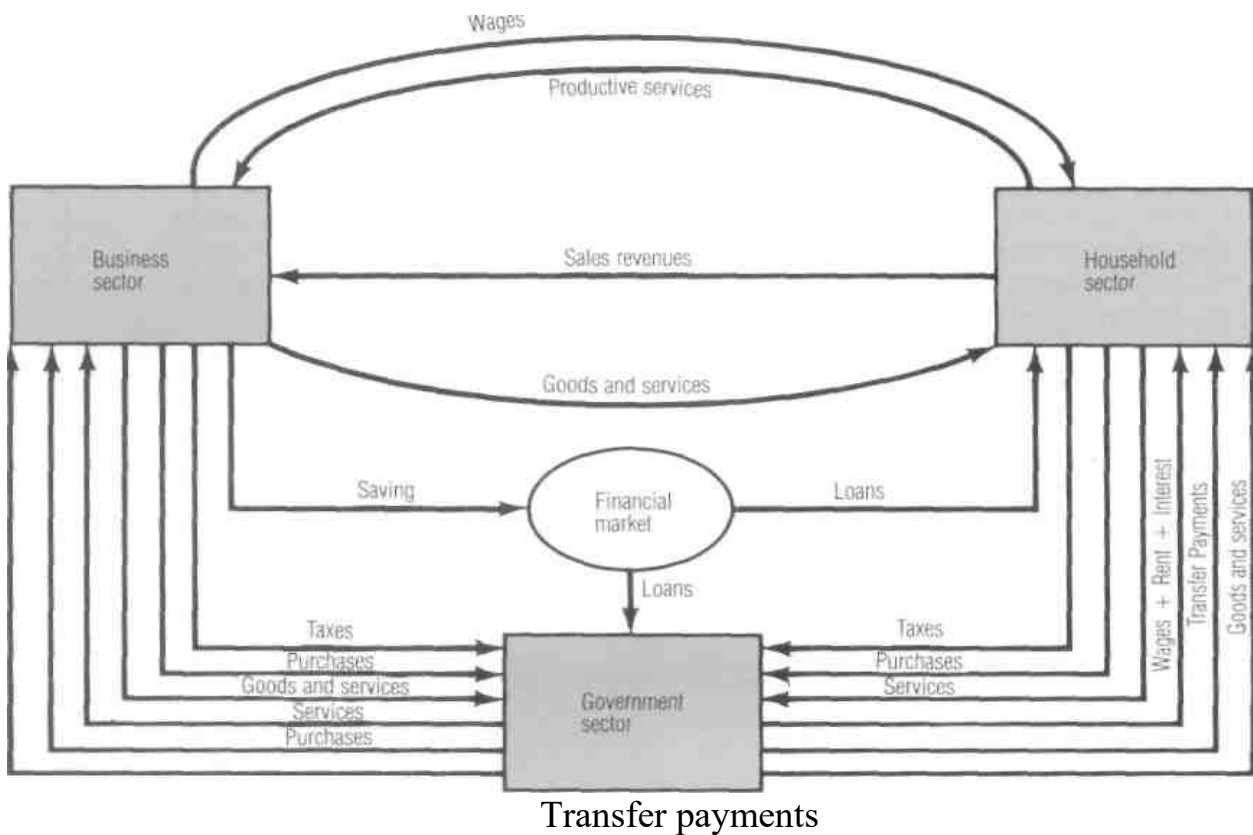 Wages
Productive services
Business
sector
Sales revenues
Household
sector
Goods and services
Saving
Financial
market
Loans
Loans
Taxes
Purchases
Goods and services
Services
Purchases
Government
sector
Taxes
Purchases
Services
Wages + Rent + Interest
Transfer Payments
Goods and services
Transfer payments